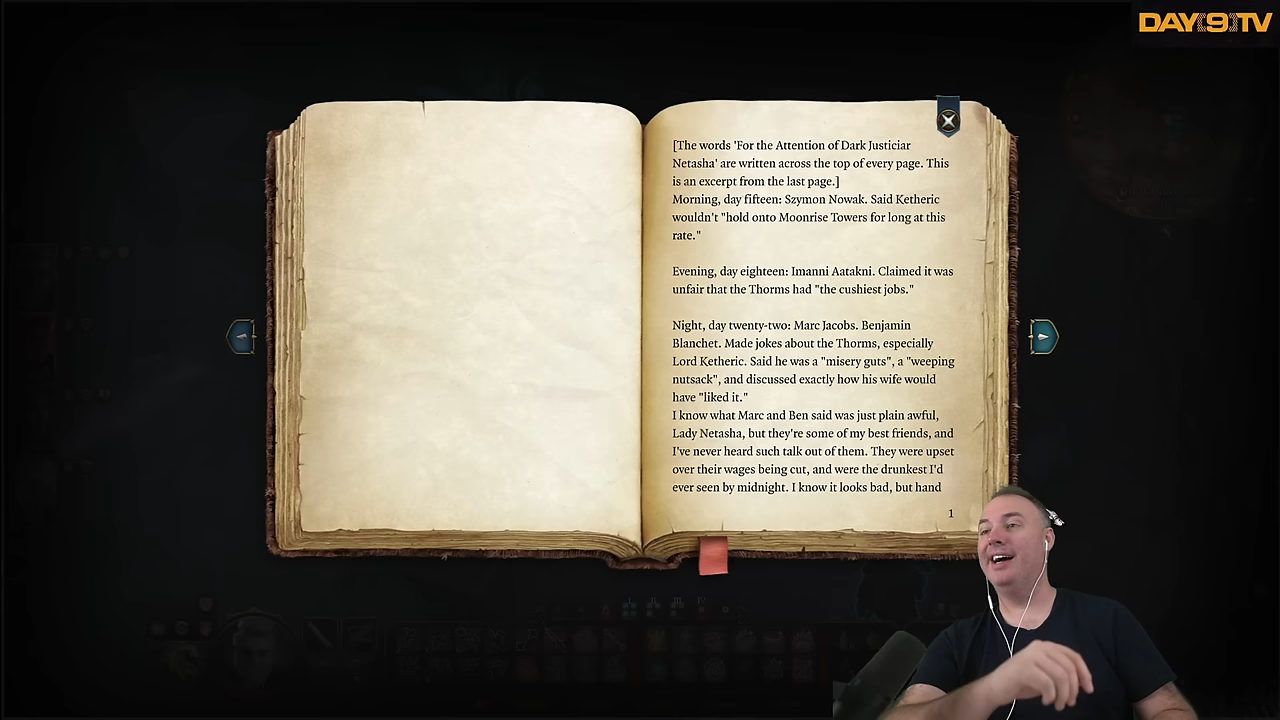 DAY[9]TV
[The words 'For the Attention of Dark Justiciar
Netasha' are written across the top of every page. This
is an excerpt from the last page.]
Morning, day fifteen: Szymon Nowak. Said Ketheric
wouldn't "hold onto Moonrise Towers for long at this
rate."
Evening, day eighteen: Imanni Aatakni. Claimed it was
unfair that the Thorms had "the cushiest jobs."
Night, day twenty-two: Marc Jacobs. Benjamin
Blanchet. Made jokes about the Thorms, especially
Lord Ketheric. Said he was a "misery guts", a "weeping
nutsack", and discussed exactly how his wife would
have "liked it."
I know what Marc and Ben said was just plain awful,
Lady Netasha, but they're some of my best friends, and
I've never heard such talk out of them. They were upset
over their wages being cut, and were the drunkest I'd
ever seen by midnight. I know it looks bad, but hand
1